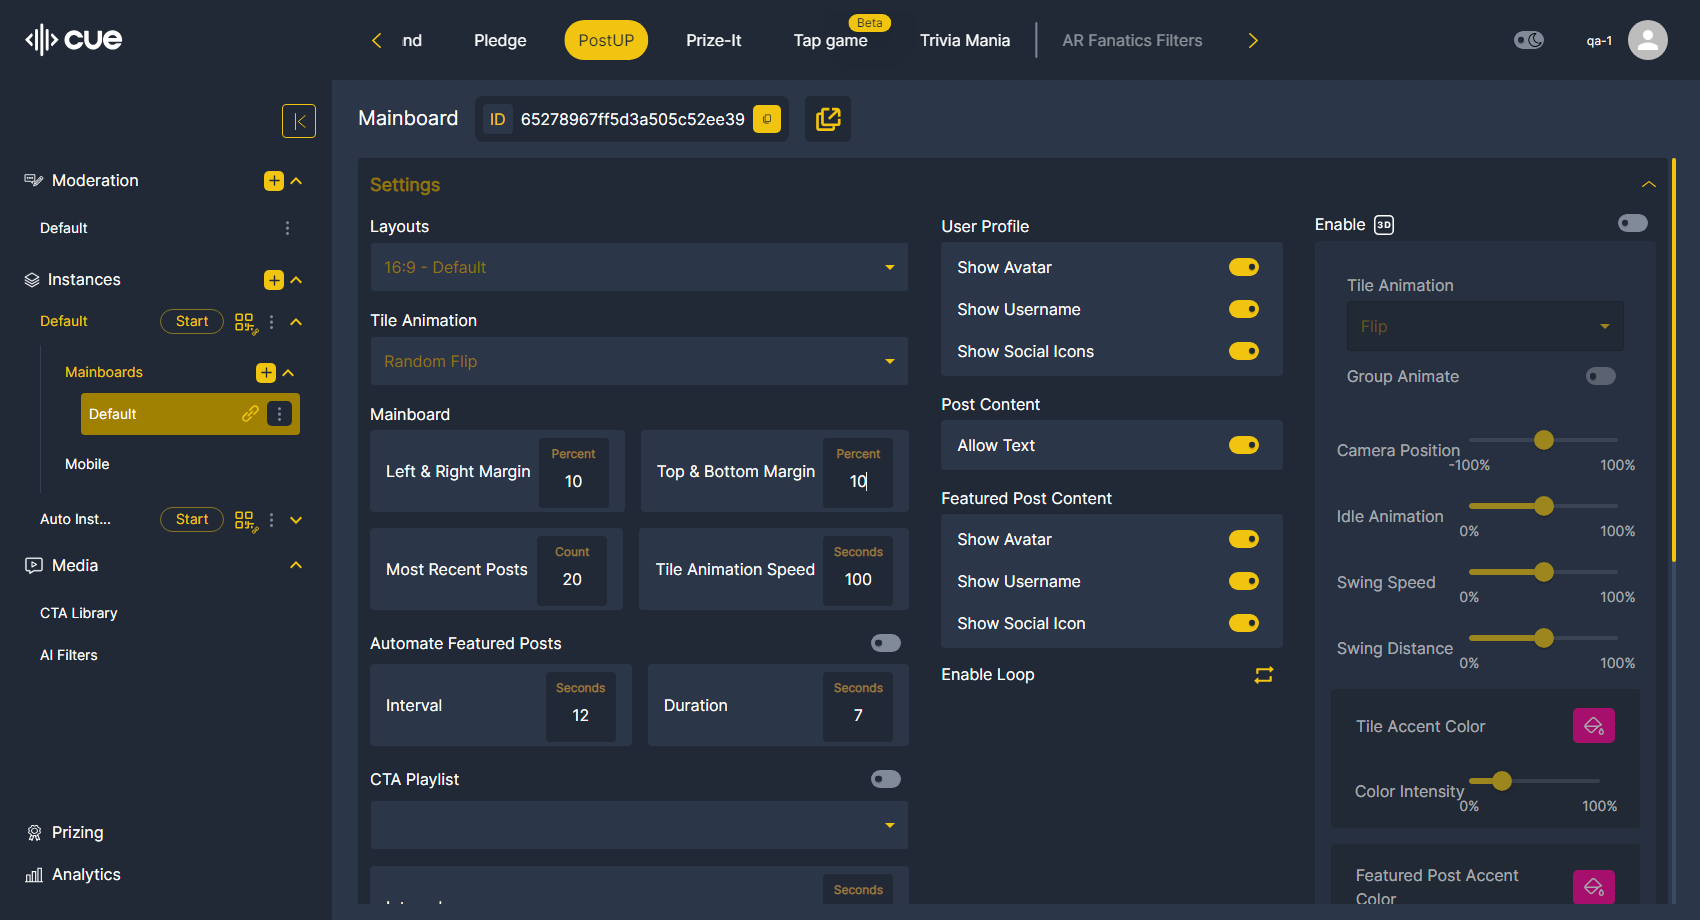 cue
nd
Pledge
PostUP
Prize-It
Tap game
Beta
Trivia Mania
AR Fanatics Filters
qa-1
Moderation
Default
Instances
Default
Start
Mainboards
Default
Mobile
Auto Inst...
Start
Media
CTA Library
AI Filters
Prizing
Analytics
Mainboard
ID
65278967ff5d3a505c52ee39
Settings
Layouts
16:9 - Default
Tile Animation
Random Flip
Mainboard
Left & Right Margin
Percent
10
Top & Bottom Margin
Percent
10
Most Recent Posts
Count
20
Tile Animation Speed
Seconds
100
Automate Featured Posts
Interval
Seconds
12
Duration
Seconds
7
CTA Playlist
Seconds
User Profile
Show Avatar
Show Username
Show Social Icons
Post Content
Allow Text
Featured Post Content
Show Avatar
Show Username
Show Social Icon
Enable Loop
Enable 3D
Tile Animation
Flip
Group Animate
Camera Position
-100%
100%
Idle Animation
0%
100%
Swing Speed
0%
100%
Swing Distance
0%
100%
Tile Accent Color
Color Intensity
0%
100%
Featured Post Accent
Color